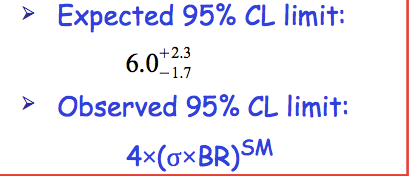 ➢ Expected 95% CL limit:
6.0 +2.3 −1.7
➢ Observed 95% CL limit:
4×(σ×BR)^SM